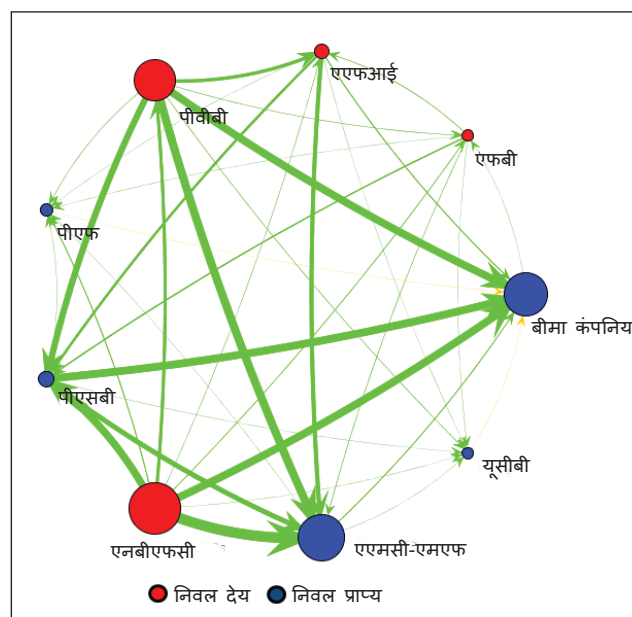 एएफआई
पीवीबी
एफबी
पीएफ
बीमा कंपनिय
पीएसबी
यूसीबी
एनबीएफसी
एएमसी-एमएफ
निवल देय निवल प्राप्य